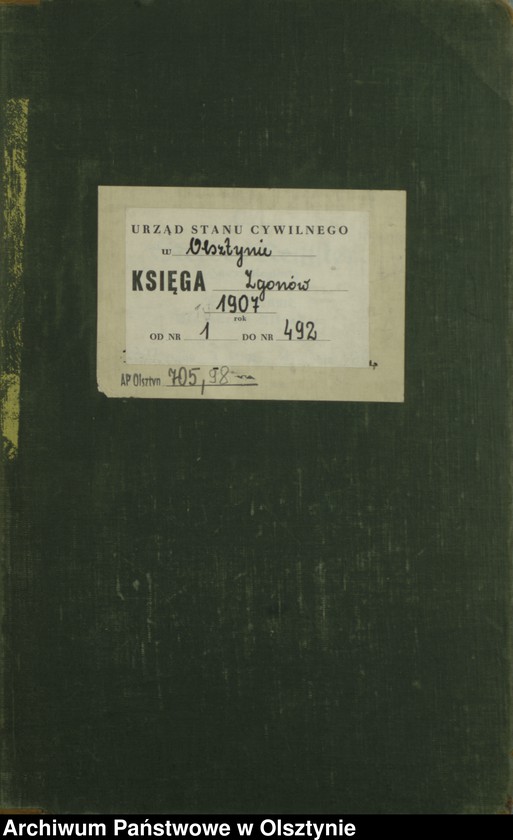 URZĄD STANU CYWILNEGO
w Olsztynie
KSIĘGA Zgonów
1907
rok
OD NR 1 DO NR 492
AP Olsztyn 705, 98
Archiwum Państwowe w Olsztynie